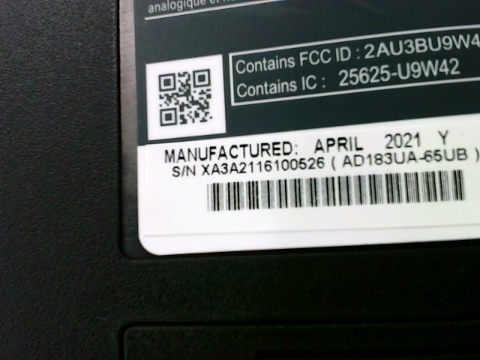 analogique et
Contains FCC ID : 2AU3BU9W4
Contains IC : 25625-U9W42
MANUFACTURED: APRIL 2021 Y
S/N XA3A2116100526 ( AD183UA-65UB )